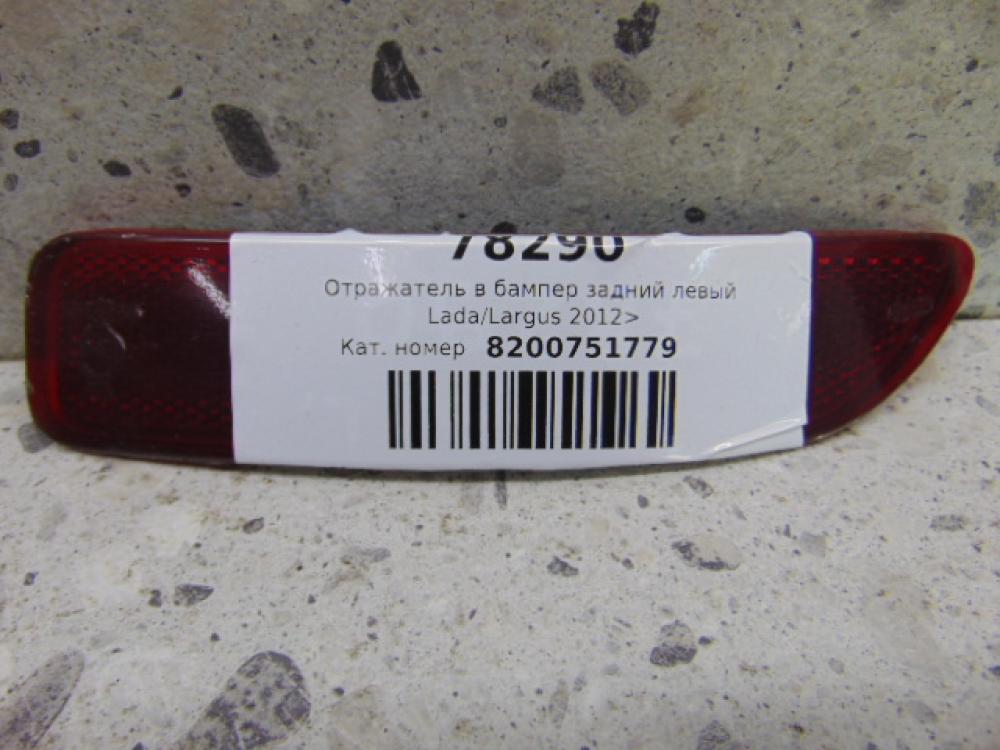 78290
Отражатель в бампер задний левый
Lada/Largus 2012>
Кат. номер 8200751779